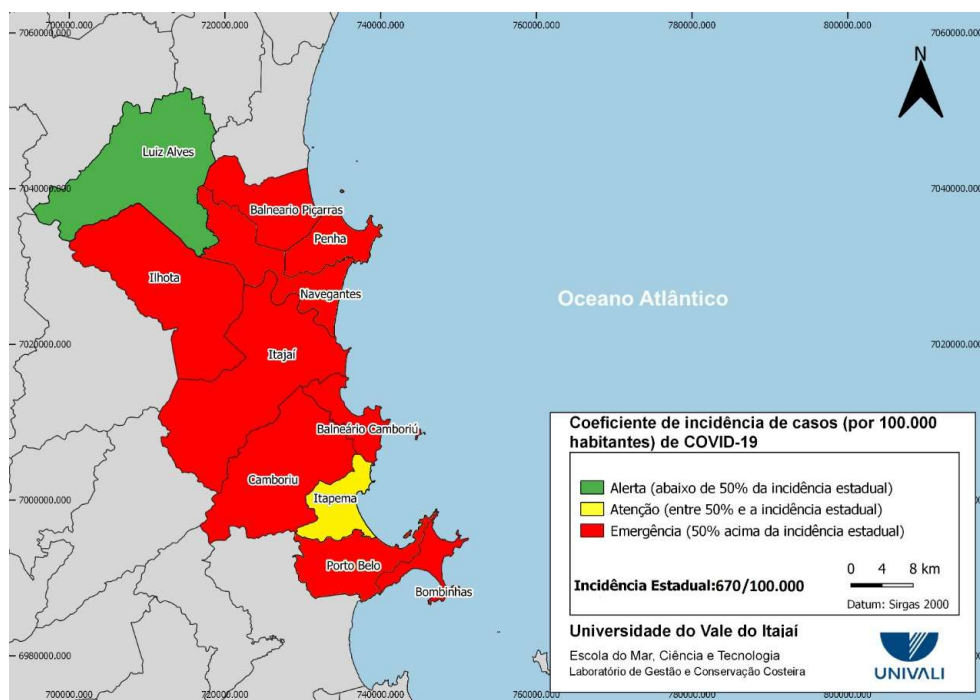 700000.000 720000.000 740000.000 760000.000 780000.000 800000.000
7060000.000 7060000.000
N
Luiz Alves
7040000.000 7040000.000
Balneario Piçarras
Penha
Ilhota
Navegantes
Oceano Atlântico
7020000.000 7020000.000
Itajaí
Balneário Camboriú
Camboriu
Itapema
7000000.000
Porto Belo
Bombinhas
6980000.000
700000.000 720000.000 740000.000 760000.000 780000.000 800000.000
Coeficiente de incidência de casos (por 100.000
habitantes) de COVID-19
Alerta (abaixo de 50% da incidência estadual)
Atenção (entre 50% e a incidência estadual)
Emergência (50% acima da incidência estadual)
Incidência Estadual:670/100.000
0 4 8 km
Datum: Sirgas 2000
Universidade do Vale do Itajaí
Escola do Mar, Ciência e Tecnologia
Laboratório de Gestão e Conservação Costeira
UNIVALI